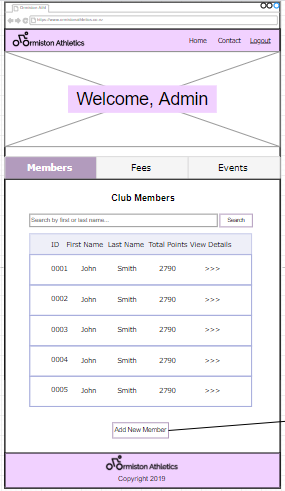 Ormiston Athl
https://www.ormistonathletics.co.nz
Ormiston Athletics
Home Contact Logout
Welcome, Admin
Members Fees Events
Club Members
Search by first or last name... Search
ID First Name Last Name Total Points View Details
0001 John Smith 2790 >>>
0002 John Smith 2790 >>>
0003 John Smith 2790 >>>
0004 John Smith 2790 >>>
0005 John Smith 2790 >>>
Add New Member
Ormiston Athletics
Copyright 2019